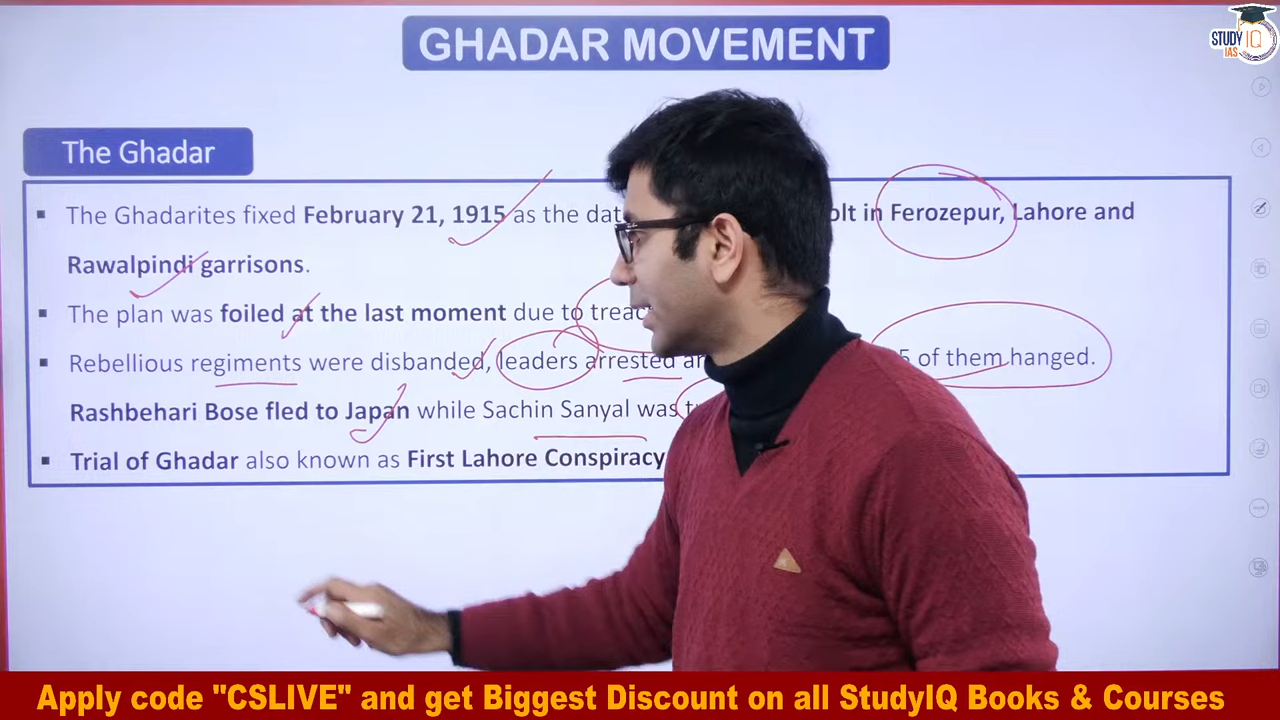 GHADAR MOVEMENT
STUDY IQ
IAS
The Ghadar
▪ The Ghadarites fixed February 21, 1915 as the dat olt in Ferozepur, Lahore and
Rawalpindi garrisons.
▪ The plan was foiled at the last moment due to treac
▪ Rebellious regiments were disbanded, leaders arrested an 5 of them hanged.
Rashbehari Bose fled to Japan while Sachin Sanyal was t
▪ Trial of Ghadar also known as First Lahore Conspiracy
Apply code "CSLIVE" and get Biggest Discount on all StudyIQ Books & Courses